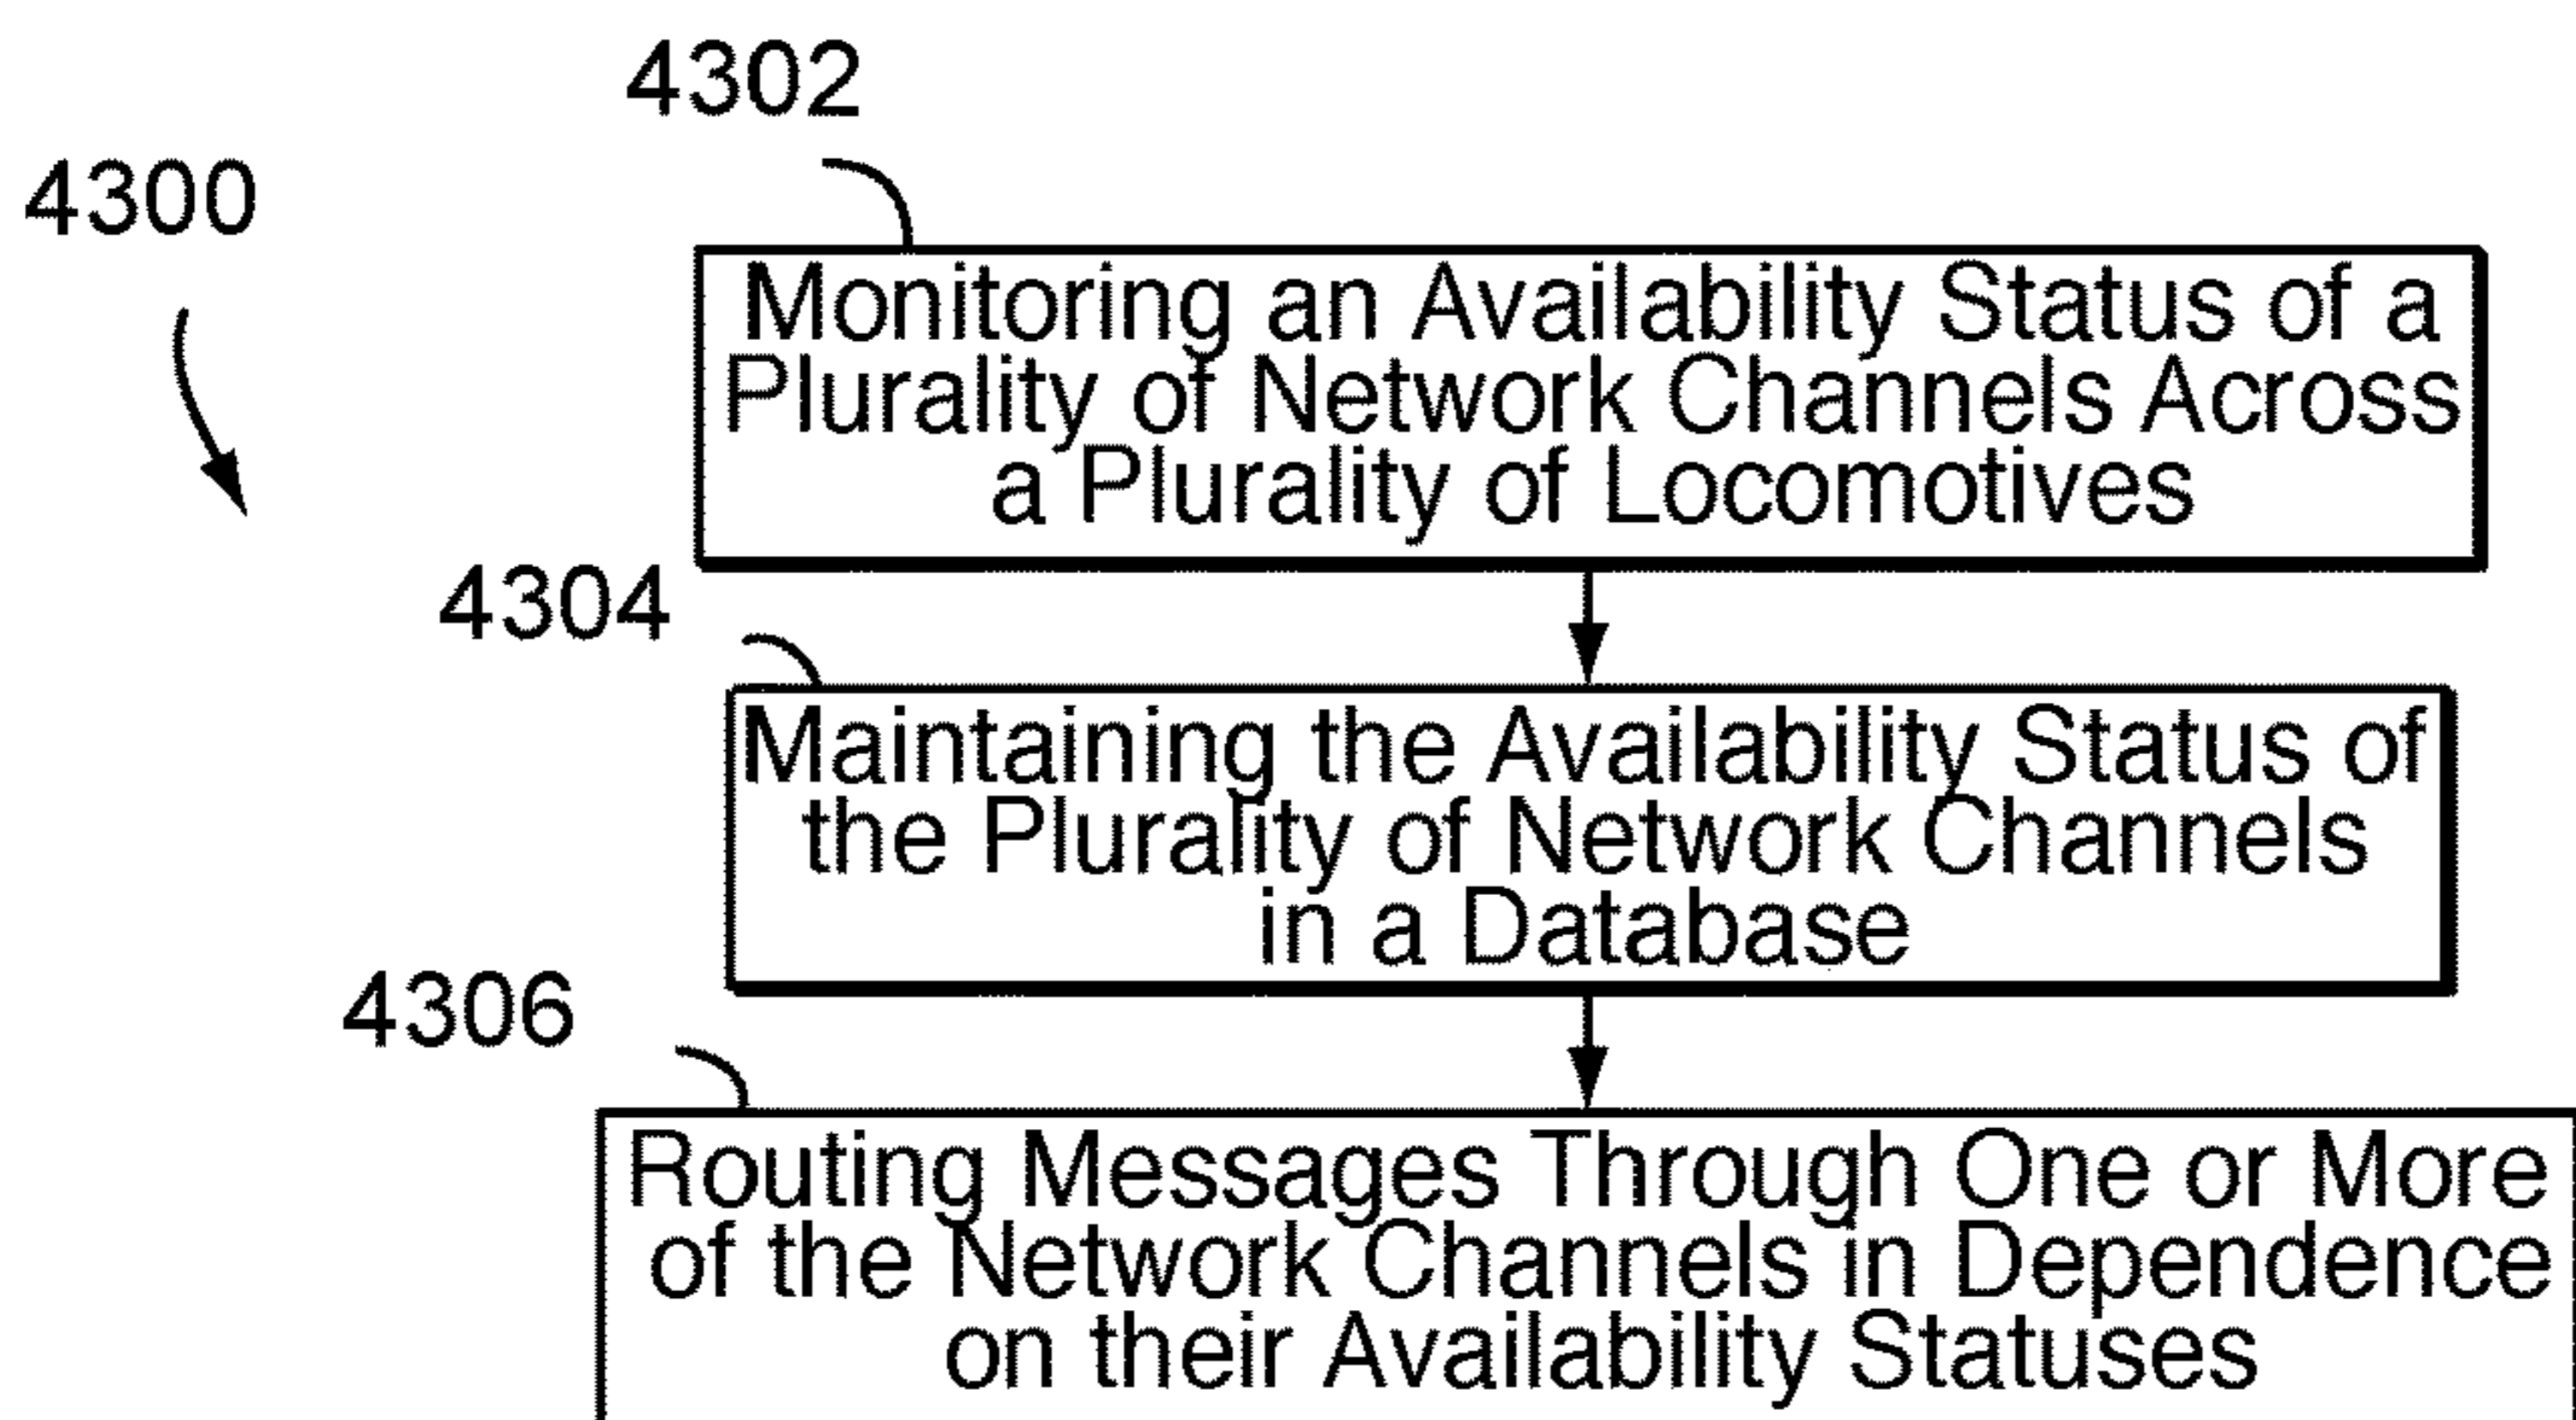 4302
4300
Monitoring an Availability Status of a
Plurality of Network Channels Across
a Plurality of Locomotives
4304
Maintaining the Availability Status of
the Plurality of Network Channels
in a Database
4306
Routing Messages Through One or More
of the Network Channels in Dependence
on their Availability Statuses